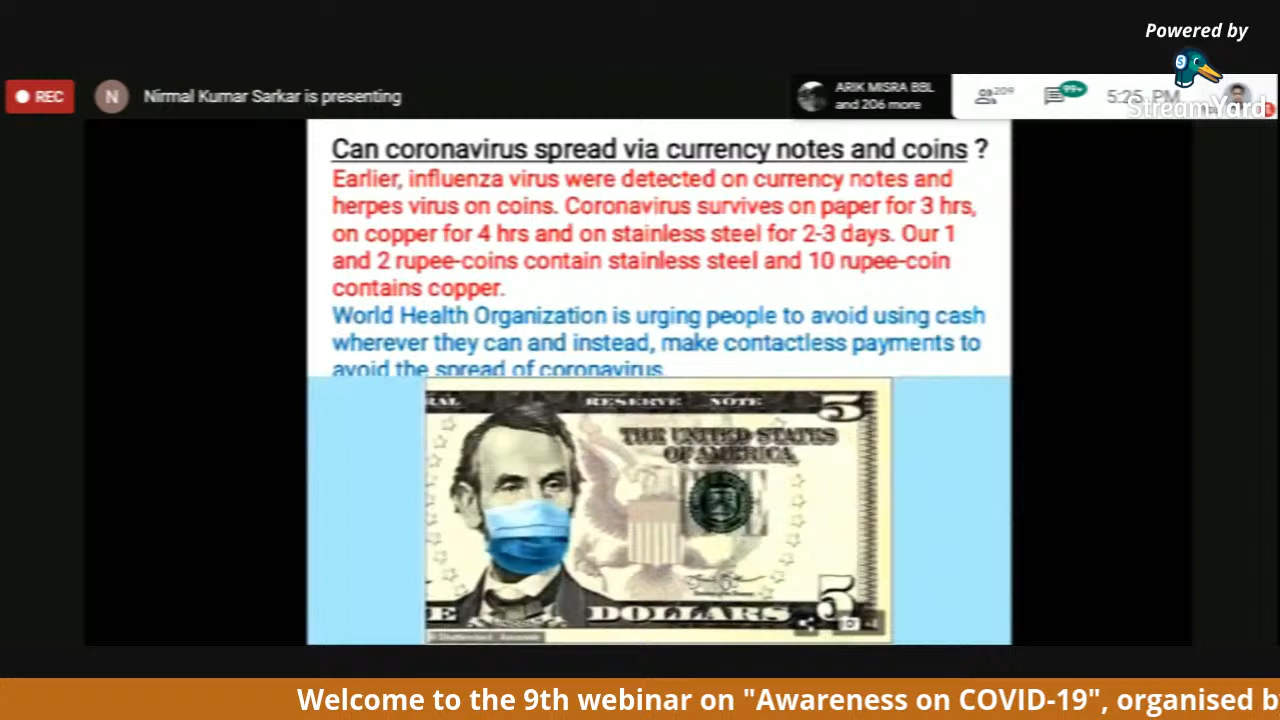 Powered by
StreamYard
REC
N
Nirmal Kumar Sarkar is presenting
ARIK MISRA BBL
and 206 more
209
99+
5:25 PM
Can coronavirus spread via currency notes and coins ?
Earlier, influenza virus were detected on currency notes and
herpes virus on coins. Coronavirus survives on paper for 3 hrs,
on copper for 4 hrs and on stainless steel for 2-3 days. Our 1
and 2 rupee-coins contain stainless steel and 10 rupee-coin
contains copper.
World Health Organization is urging people to avoid using cash
wherever they can and instead, make contactless payments to
avoid the spread of coronavirus.
RAL RESERVE NOTE 5
THE UNITED STATES
OF AMERICA
E DOLLARS 5
Welcome to the 9th webinar on "Awareness on COVID-19", organised b